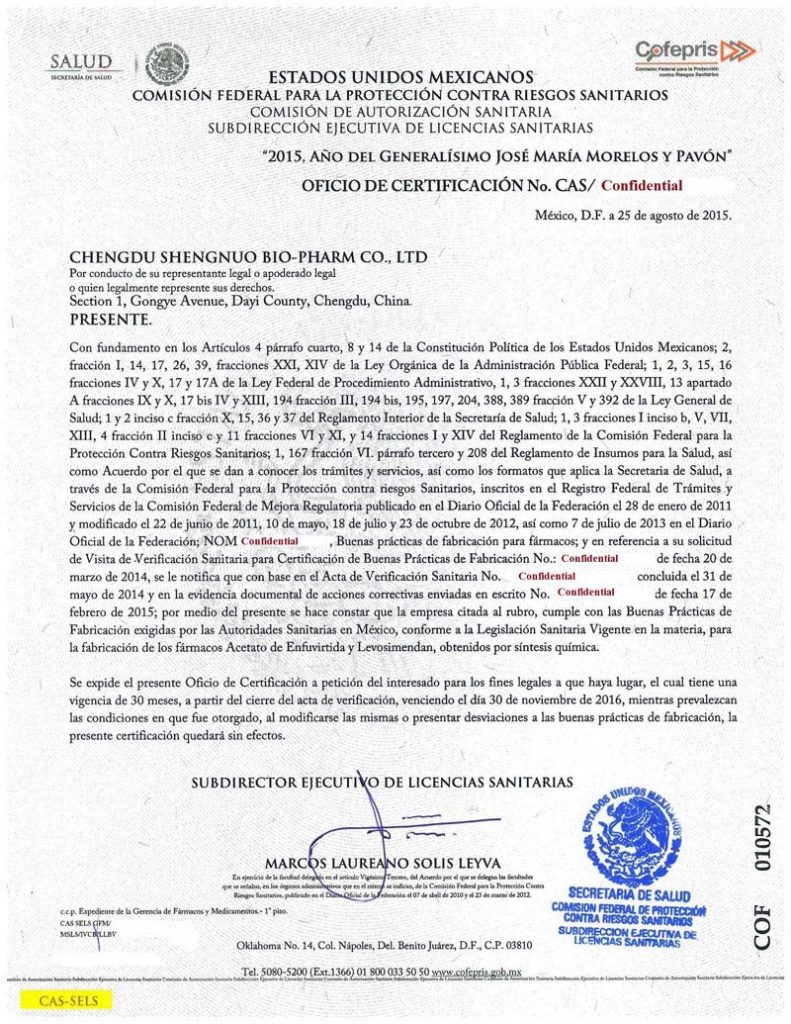 SALUD
SECRETARÍA DE SALUD
Cofepris
Comisión Federal para la Protección
contra Riesgos Sanitarios
ESTADOS UNIDOS MEXICANOS
COMISIÓN FEDERAL PARA LA PROTECCIÓN CONTRA RIESGOS SANITARIOS
COMISIÓN DE AUTORIZACIÓN SANITARIA
SUBDIRECCIÓN EJECUTIVA DE LICENCIAS SANITARIAS
"2015, AÑO DEL GENERALÍSIMO JOSÉ MARÍA MORELOS Y PAVÓN"
OFICIO DE CERTIFICACIÓN No. CAS/ Confidential
México, D.F. a 25 de agosto de 2015.
CHENGDU SHENGNUO BIO-PHARM CO., LTD
Por conducto de su representante legal o apoderado legal
o quien legalmente represente sus derechos.
Section 1, Gongye Avenue, Dayi County, Chengdu, China.
PRESENTE.
Con fundamento en los Artículos 4 párrafo cuarto, 8 y 14 de la Constitución Política de los Estados Unidos Mexicanos; 2,
fracción I, 14, 17, 26, 39, fracciones XXI, XIV de la Ley Orgánica de la Administración Pública Federal; 1, 2, 3, 15, 16
fracciones IV y X, 17 y 17A de la Ley Federal de Procedimiento Administrativo, 1, 3 fracciones XXII y XXVIII, 13 apartado
A fracciones IX y X, 17 bis IV y XIII, 194 fracción III, 194 bis, 195, 197, 204, 388, 389 fracción V y 392 de la Ley General de
Salud; 1 y 2 inciso c fracción X, 15, 36 y 37 del Reglamento Interior de la Secretaría de Salud; 1, 3 fracciones I inciso b, V, VII,
XIII, 4 fracción II inciso c y 11 fracciones VI y XI, y 14 fracciones I y XIV del Reglamento de la Comisión Federal para la
Protección Contra Riesgos Sanitarios; 1, 167 fracción VI. párrafo tercero y 208 del Reglamento de Insumos para la Salud, así
como Acuerdo por el que se dan a conocer los trámites y servicios, así como los formatos que aplica la Secretaria de Salud, a
través de la Comisión Federal para la Protección contra riesgos Sanitarios, inscritos en el Registro Federal de Trámites y
Servicios de la Comisión Federal de Mejora Regulatoria publicado en el Diario Oficial de la Federación el 28 de enero de 2011
y modificado el 22 de junio de 2011, 10 de mayo, 18 de julio y 23 de octubre de 2012, así como 7 de julio de 2013 en el Diario
Oficial de la Federación; NOM Confidential , Buenas prácticas de fabricación para fármacos; y en referencia a su solicitud
de Visita de Verificación Sanitaria para Certificación de Buenas Prácticas de Fabricación No.: Confidential de fecha 20 de
marzo de 2014, se le notifica que con base en el Acta de Verificación Sanitaria No. Confidential concluida el 31 de
mayo de 2014 y en la evidencia documental de acciones correctivas enviadas en escrito No. Confidential de fecha 17 de
febrero de 2015; por medio del presente se hace constar que la empresa citada al rubro, cumple con las Buenas Prácticas de
Fabricación exigidas por las Autoridades Sanitarias en México, conforme a la Legislación Sanitaria Vigente en la materia, para
la fabricación de los fármacos Acetato de Enfuvirtida y Levosimendan, obtenidos por síntesis química.
Se expide el presente Oficio de Certificación a petición del interesado para los fines legales a que haya lugar, el cual tiene una
vigencia de 30 meses, a partir del cierre del acta de verificación, venciendo el día 30 de noviembre de 2016, mientras prevalezcan
las condiciones en que fue otorgado, al modificarse las mismas o presentar desviaciones a las buenas prácticas de fabricación, la
presente certificación quedará sin efectos.
SUBDIRECTOR EJECUTIVO DE LICENCIAS SANITARIAS
MARCOS LAUREANO SOLIS LEYVA
En ejercicio de la facultad delegada en el artículo Vigésimo Tercero, del Acuerdo por el que se delegan las facultades
que se señalan, en los órganos administrativos que en el mismo se indican, de la Comisión Federal para la Protección Contra
Riesgos Sanitarios, publicado en el Diario Oficial de la Federación el 07 de abril de 2010 y el 23 de marzo de 2012.
ESTADOS UNIDOS MEXICANOS
SECRETARIA DE SALUD
COMISION FEDERAL DE PROTECCIÓN
CONTRA RIESGOS SANITARIOS
SUBDIRECCION EJECUTIVA DE
LICENCIAS SANITARIAS
COF 010572
c.c.p. Expediente de la Gerencia de Fármacos y Medicamentos.- 1° piso.
CAS SELS GFM/
MSLS/IVCB/LLBV
Oklahoma No. 14, Col. Nápoles, Del. Benito Juárez, D.F., C.P. 03810
Tel. 5080-5200 (Ext.1366) 01 800 033 50 50 www.cofepris.gob.mx
CAS-SELS